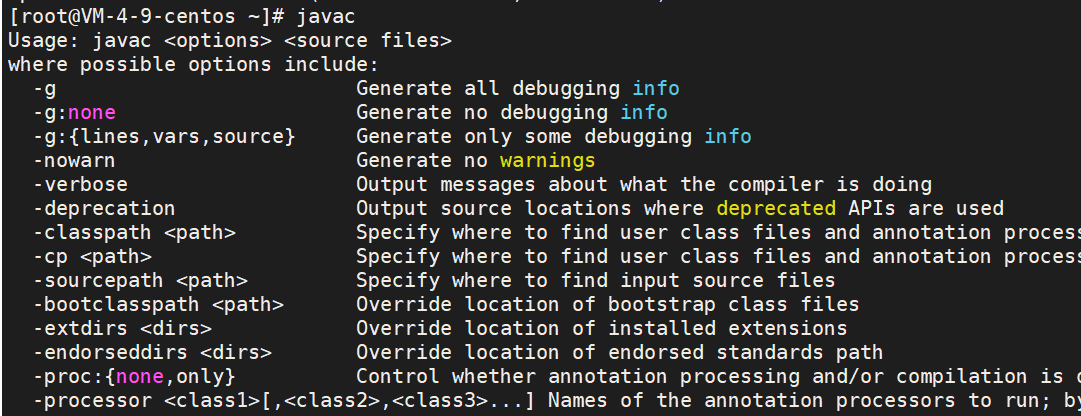 [root@VM-4-9-centos ~]# javac
Usage: javac <options> <source files>
where possible options include:
  -g                         Generate all debugging info
  -g:none                    Generate no debugging info
  -g:{lines,vars,source}     Generate only some debugging info
  -nowarn                    Generate no warnings
  -verbose                   Output messages about what the compiler is doing
  -deprecation               Output source locations where deprecated APIs are used
  -classpath <path>          Specify where to find user class files and annotation
  -cp <path>                 Specify where to find user class files and annotation
  -sourcepath <path>         Specify where to find input source files
  -bootclasspath <path>      Override location of bootstrap class files
  -extdirs <dirs>            Override location of installed extensions
  -endorseddirs <dirs>       Override location of endorsed standards path
  -proc:{none,only}          Control whether annotation processing and/or compilation is
  -processor <class1>[,<class2>,<class3>...] Names of the annotation processors to run; by